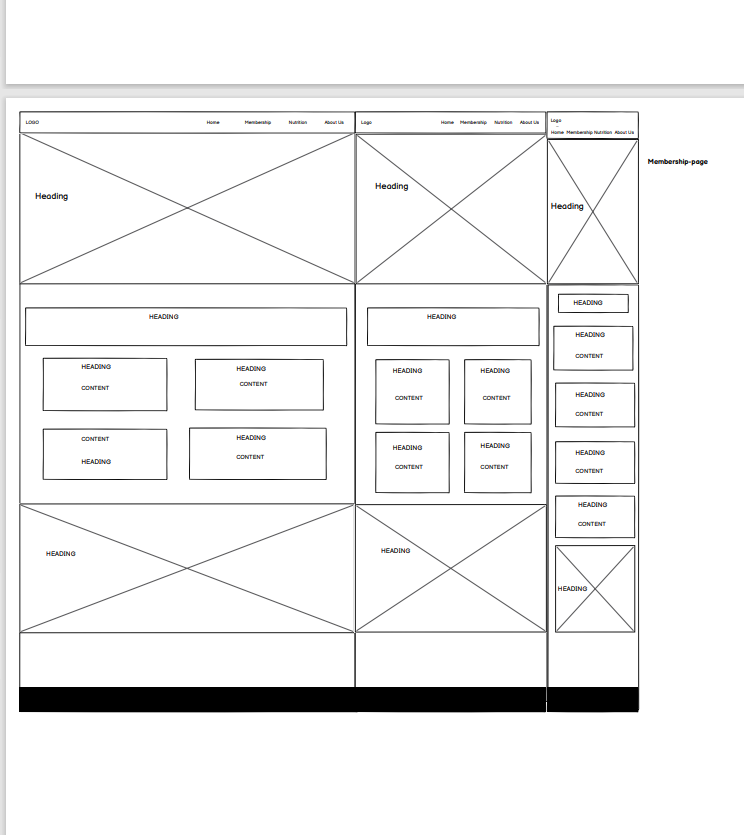 LOGO Home Membership Nutrition About Us
Heading
HEADING
HEADING
CONTENT
HEADING
CONTENT
CONTENT
HEADING
HEADING
CONTENT
HEADING
Logo Home Membership Nutrition About Us
Heading
HEADING
HEADING
CONTENT
HEADING
CONTENT
HEADING
CONTENT
HEADING
CONTENT
HEADING
Logo
Home Membership Nutrition About Us
Heading
HEADING
HEADING
CONTENT
HEADING
CONTENT
HEADING
CONTENT
HEADING
CONTENT
HEADING
Membership-page